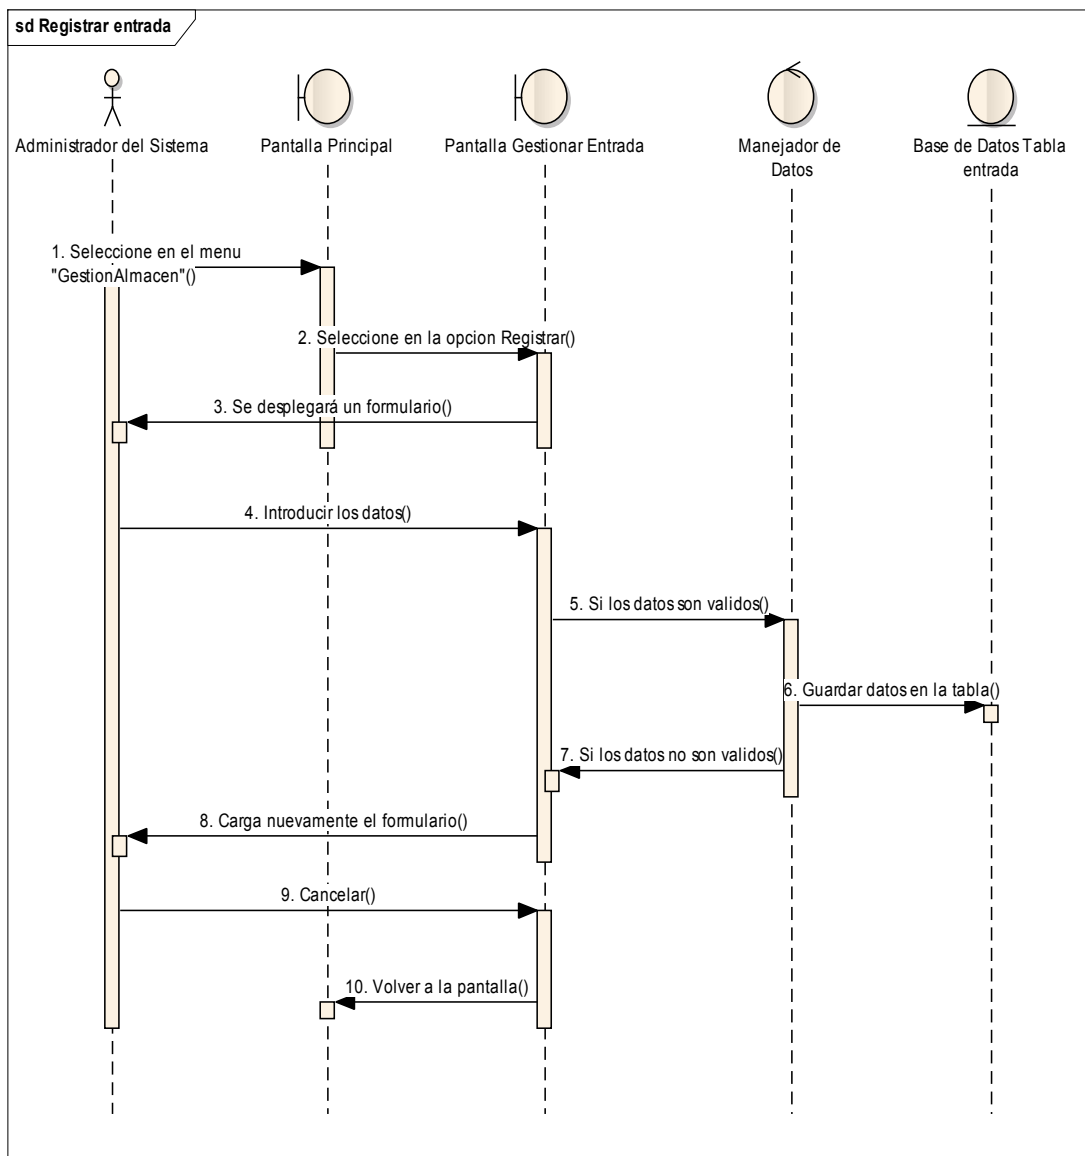 sd Registrar entrada
Administrador del Sistema
Pantalla Principal
Pantalla Gestionar Entrada
Manejador de
Datos
Base de Datos Tabla
entrada
1. Seleccione en el menu
"GestionAlmacen"()
2. Seleccione en la opcion Registrar()
3. Se desplegará un formulario()
4. Introducir los datos()
5. Si los datos son validos()
6. Guardar datos en la tabla()
7. Si los datos no son validos()
8. Carga nuevamente el formulario()
9. Cancelar()
10. Volver a la pantalla()